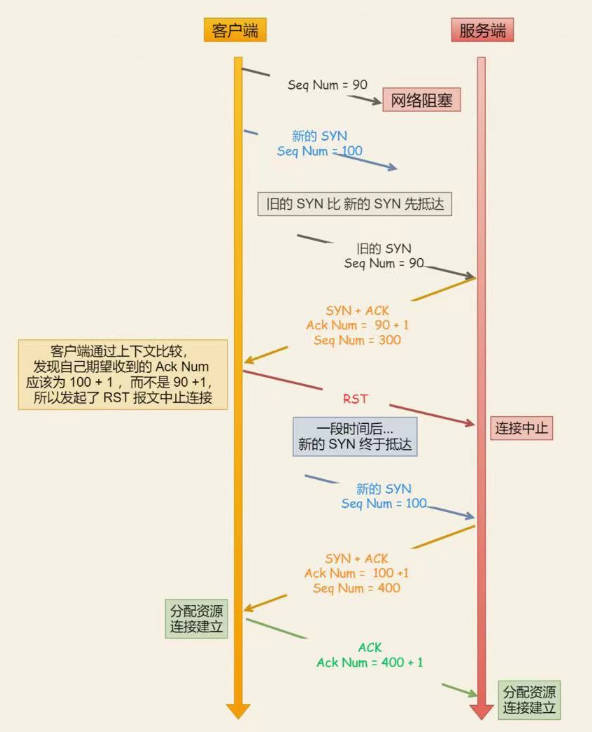 客户端
服务端
Seq Num = 90
网络阻塞
新的 SYN
Seq Num = 100
旧的 SYN 比 新的 SYN 先抵达
旧的 SYN
Seq Num = 90
SYN + ACK
Ack Num = 90 + 1
Seq Num = 300
客户端通过上下文比较，
发现自己期望收到的 Ack Num
应该为 100 + 1 ，而不是 90 +1，
所以发起了 RST 报文中止连接
RST
连接中止
一段时间后...
新的 SYN 终于抵达
新的 SYN
Seq Num = 100
SYN + ACK
Ack Num = 100 +1
Seq Num = 400
分配资源
连接建立
ACK
Ack Num = 400 + 1
分配资源
连接建立